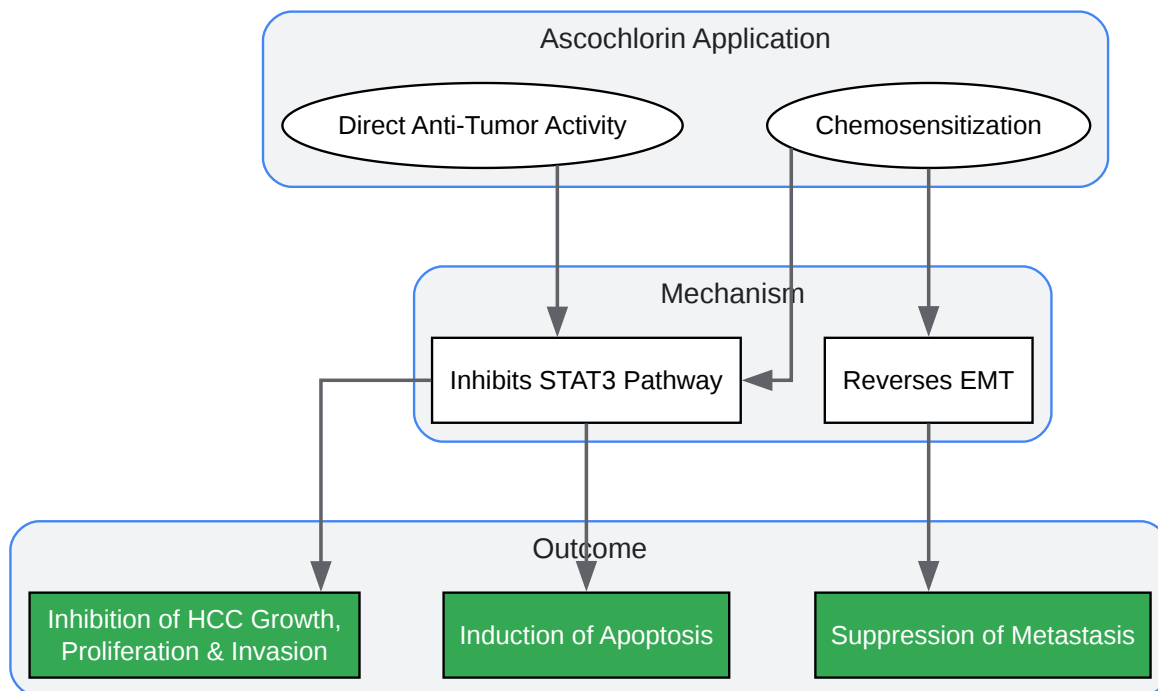 Ascochlorin Application
Direct Anti-Tumor Activity
Chemosensitization
Mechanism
Inhibits STAT3 Pathway
Reverses EMT
Outcome
Inhibition of HCC Growth,
Proliferation & Invasion
Induction of Apoptosis
Suppression of Metastasis